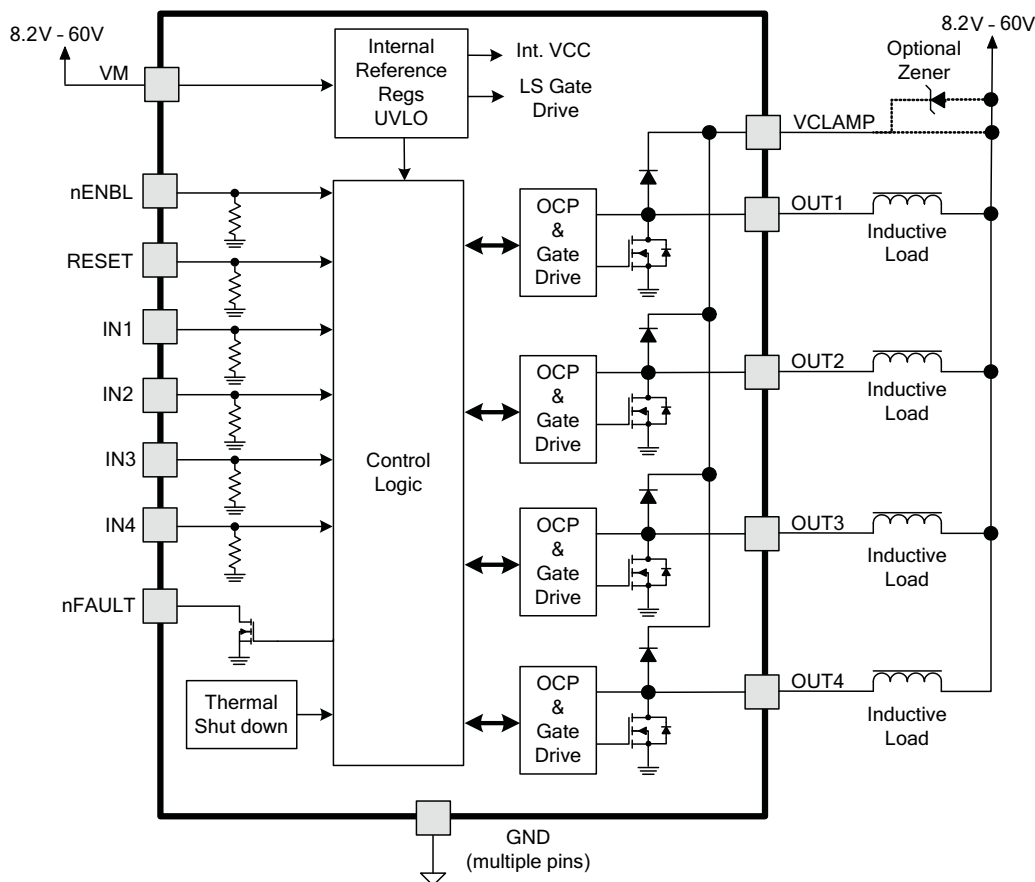 8.2V - 60V
VM
Internal
Reference
Regs
UVLO
Int. VCC
LS Gate
Drive
8.2V - 60V
Optional
Zener
VCLAMP
nENBL
RESET
IN1
IN2
IN3
IN4
nFAULT
Thermal
Shut down
Control
Logic
OCP
&
Gate
Drive
OUT1
Inductive
Load
OCP
&
Gate
Drive
OUT2
Inductive
Load
OCP
&
Gate
Drive
OUT3
Inductive
Load
OCP
&
Gate
Drive
OUT4
Inductive
Load
GND
(multiple pins)